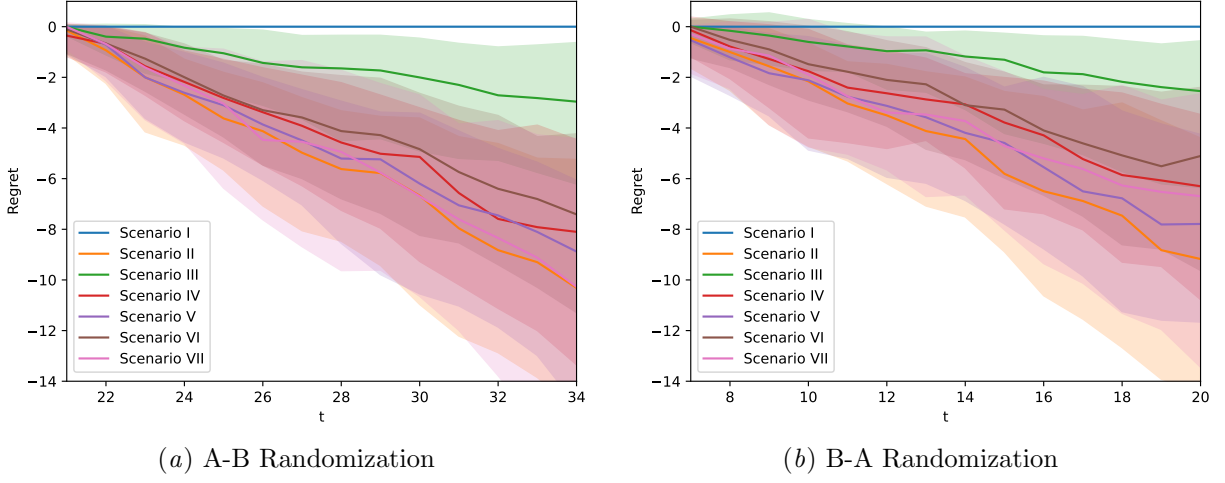 0
−2
−4
−6
−8
−10
−12
−14
Regret
Scenario I
Scenario II
Scenario III
Scenario IV
Scenario V
Scenario VI
Scenario VII
22 24 26 28 30 32 34
t
(a) A-B Randomization
0
−2
−4
−6
−8
−10
−12
−14
Regret
Scenario I
Scenario II
Scenario III
Scenario IV
Scenario V
Scenario VI
Scenario VII
8 10 12 14 16 18 20
t
(b) B-A Randomization